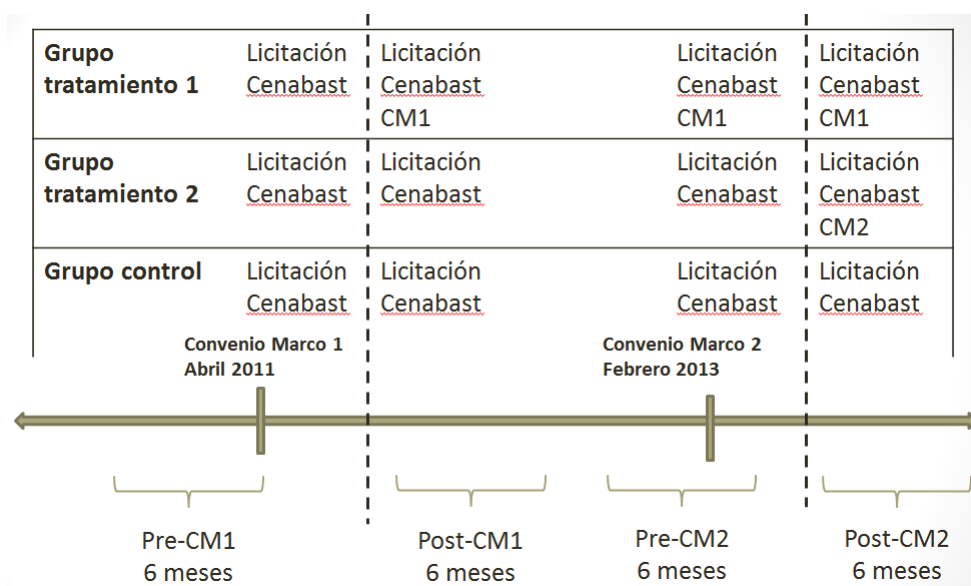 Grupo tratamiento 1
Licitación Cenabast
Licitación Cenabast CM1
Licitación Cenabast CM1
Licitación Cenabast CM1
Grupo tratamiento 2
Licitación Cenabast
Licitación Cenabast
Licitación Cenabast
Licitación Cenabast CM2
Grupo control
Licitación Cenabast
Licitación Cenabast
Licitación Cenabast
Licitación Cenabast
Convenio Marco 1
Abril 2011
Convenio Marco 2
Febrero 2013
Pre-CM1
6 meses
Post-CM1
6 meses
Pre-CM2
6 meses
Post-CM2
6 meses